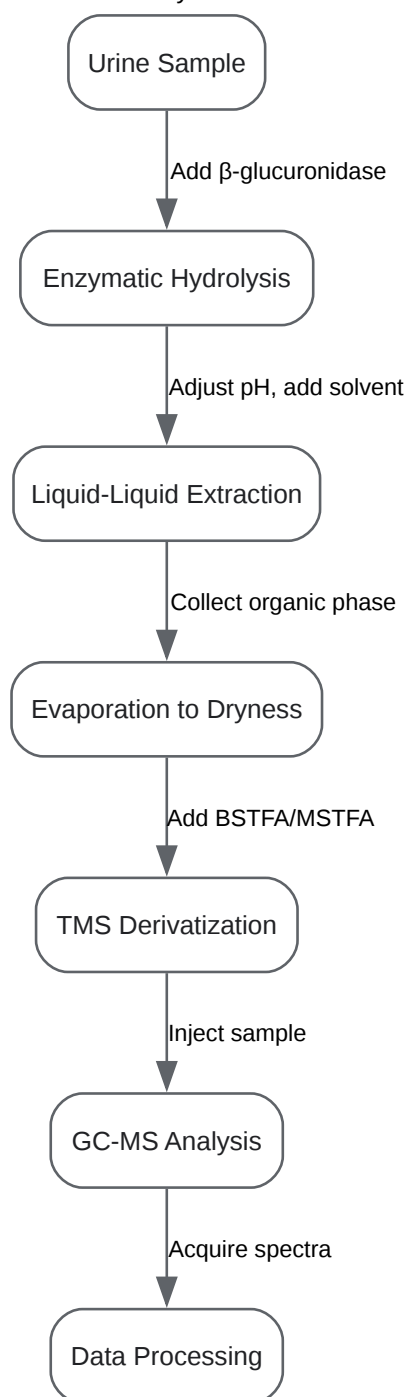 Urine Sample
Add β-glucuronidase
Enzymatic Hydrolysis
Adjust pH, add solvent
Liquid-Liquid Extraction
Collect organic phase
Evaporation to Dryness
Add BSTFA/MSTFA
TMS Derivatization
Inject sample
GC-MS Analysis
Acquire spectra
Data Processing